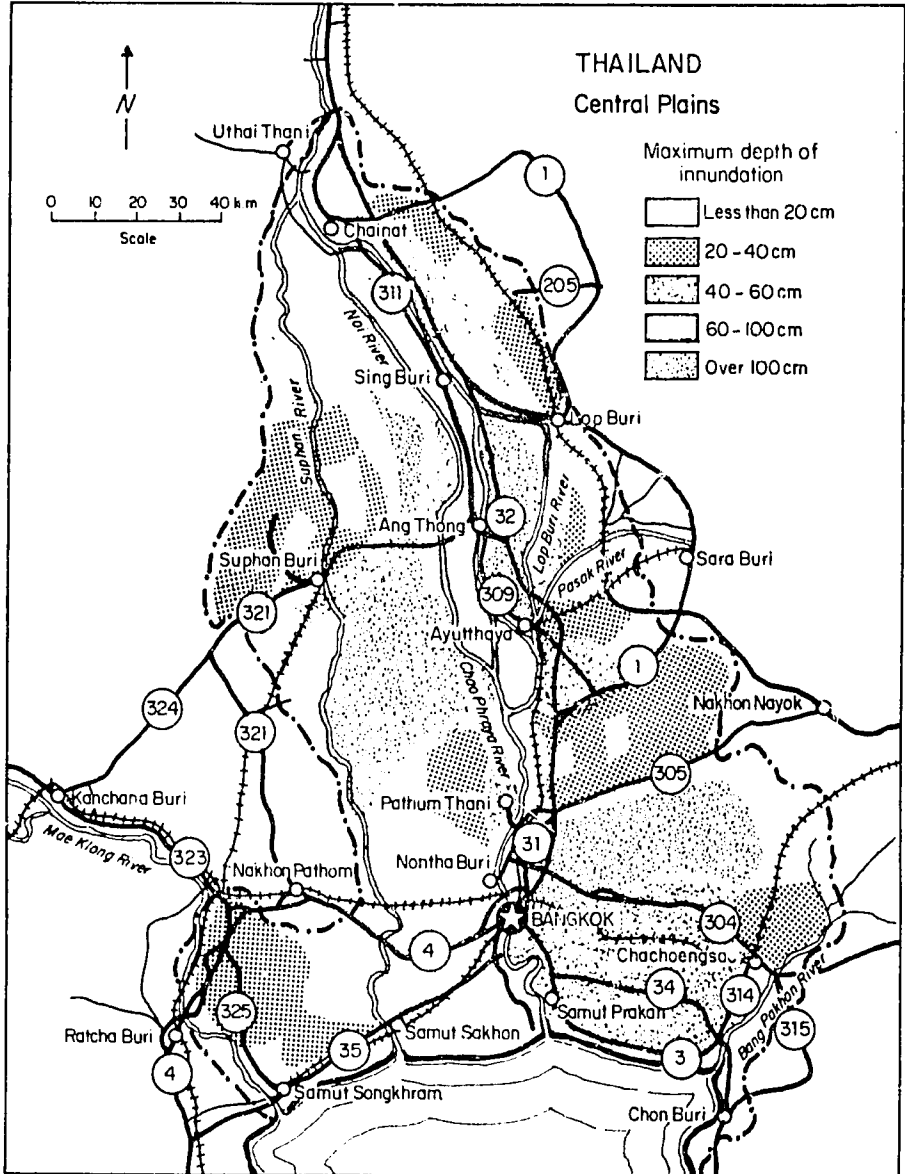 THAILAND
Central Plains
N
0 10 20 30 40 km
Scale
Maximum depth of
innundation
Less than 20 cm
20 - 40 cm
40 - 60 cm
60 - 100 cm
Over 100 cm
Uthai Thani
1
Chainat
205
311
Noi River
Sing Buri
Lop Buri
Suphan River
Ang Thong
32
Lop Buri River
Suphan Buri
Pasak River
Sara Buri
321
309
Ayutthaya
1
Chao Phraya River
Nakhon Nayok
324
321
305
Kanchana Buri
Pathum Thani
Mae Klong River
31
323
Nakhon Pathom
Nontha Buri
BANGKOK
304
4
Chachoengsao
34
314
Bang Pakhan River
325
Samut Prakan
315
Ratcha Buri
35
Samut Sakhon
3
4
Samut Songkhram
Chon Buri